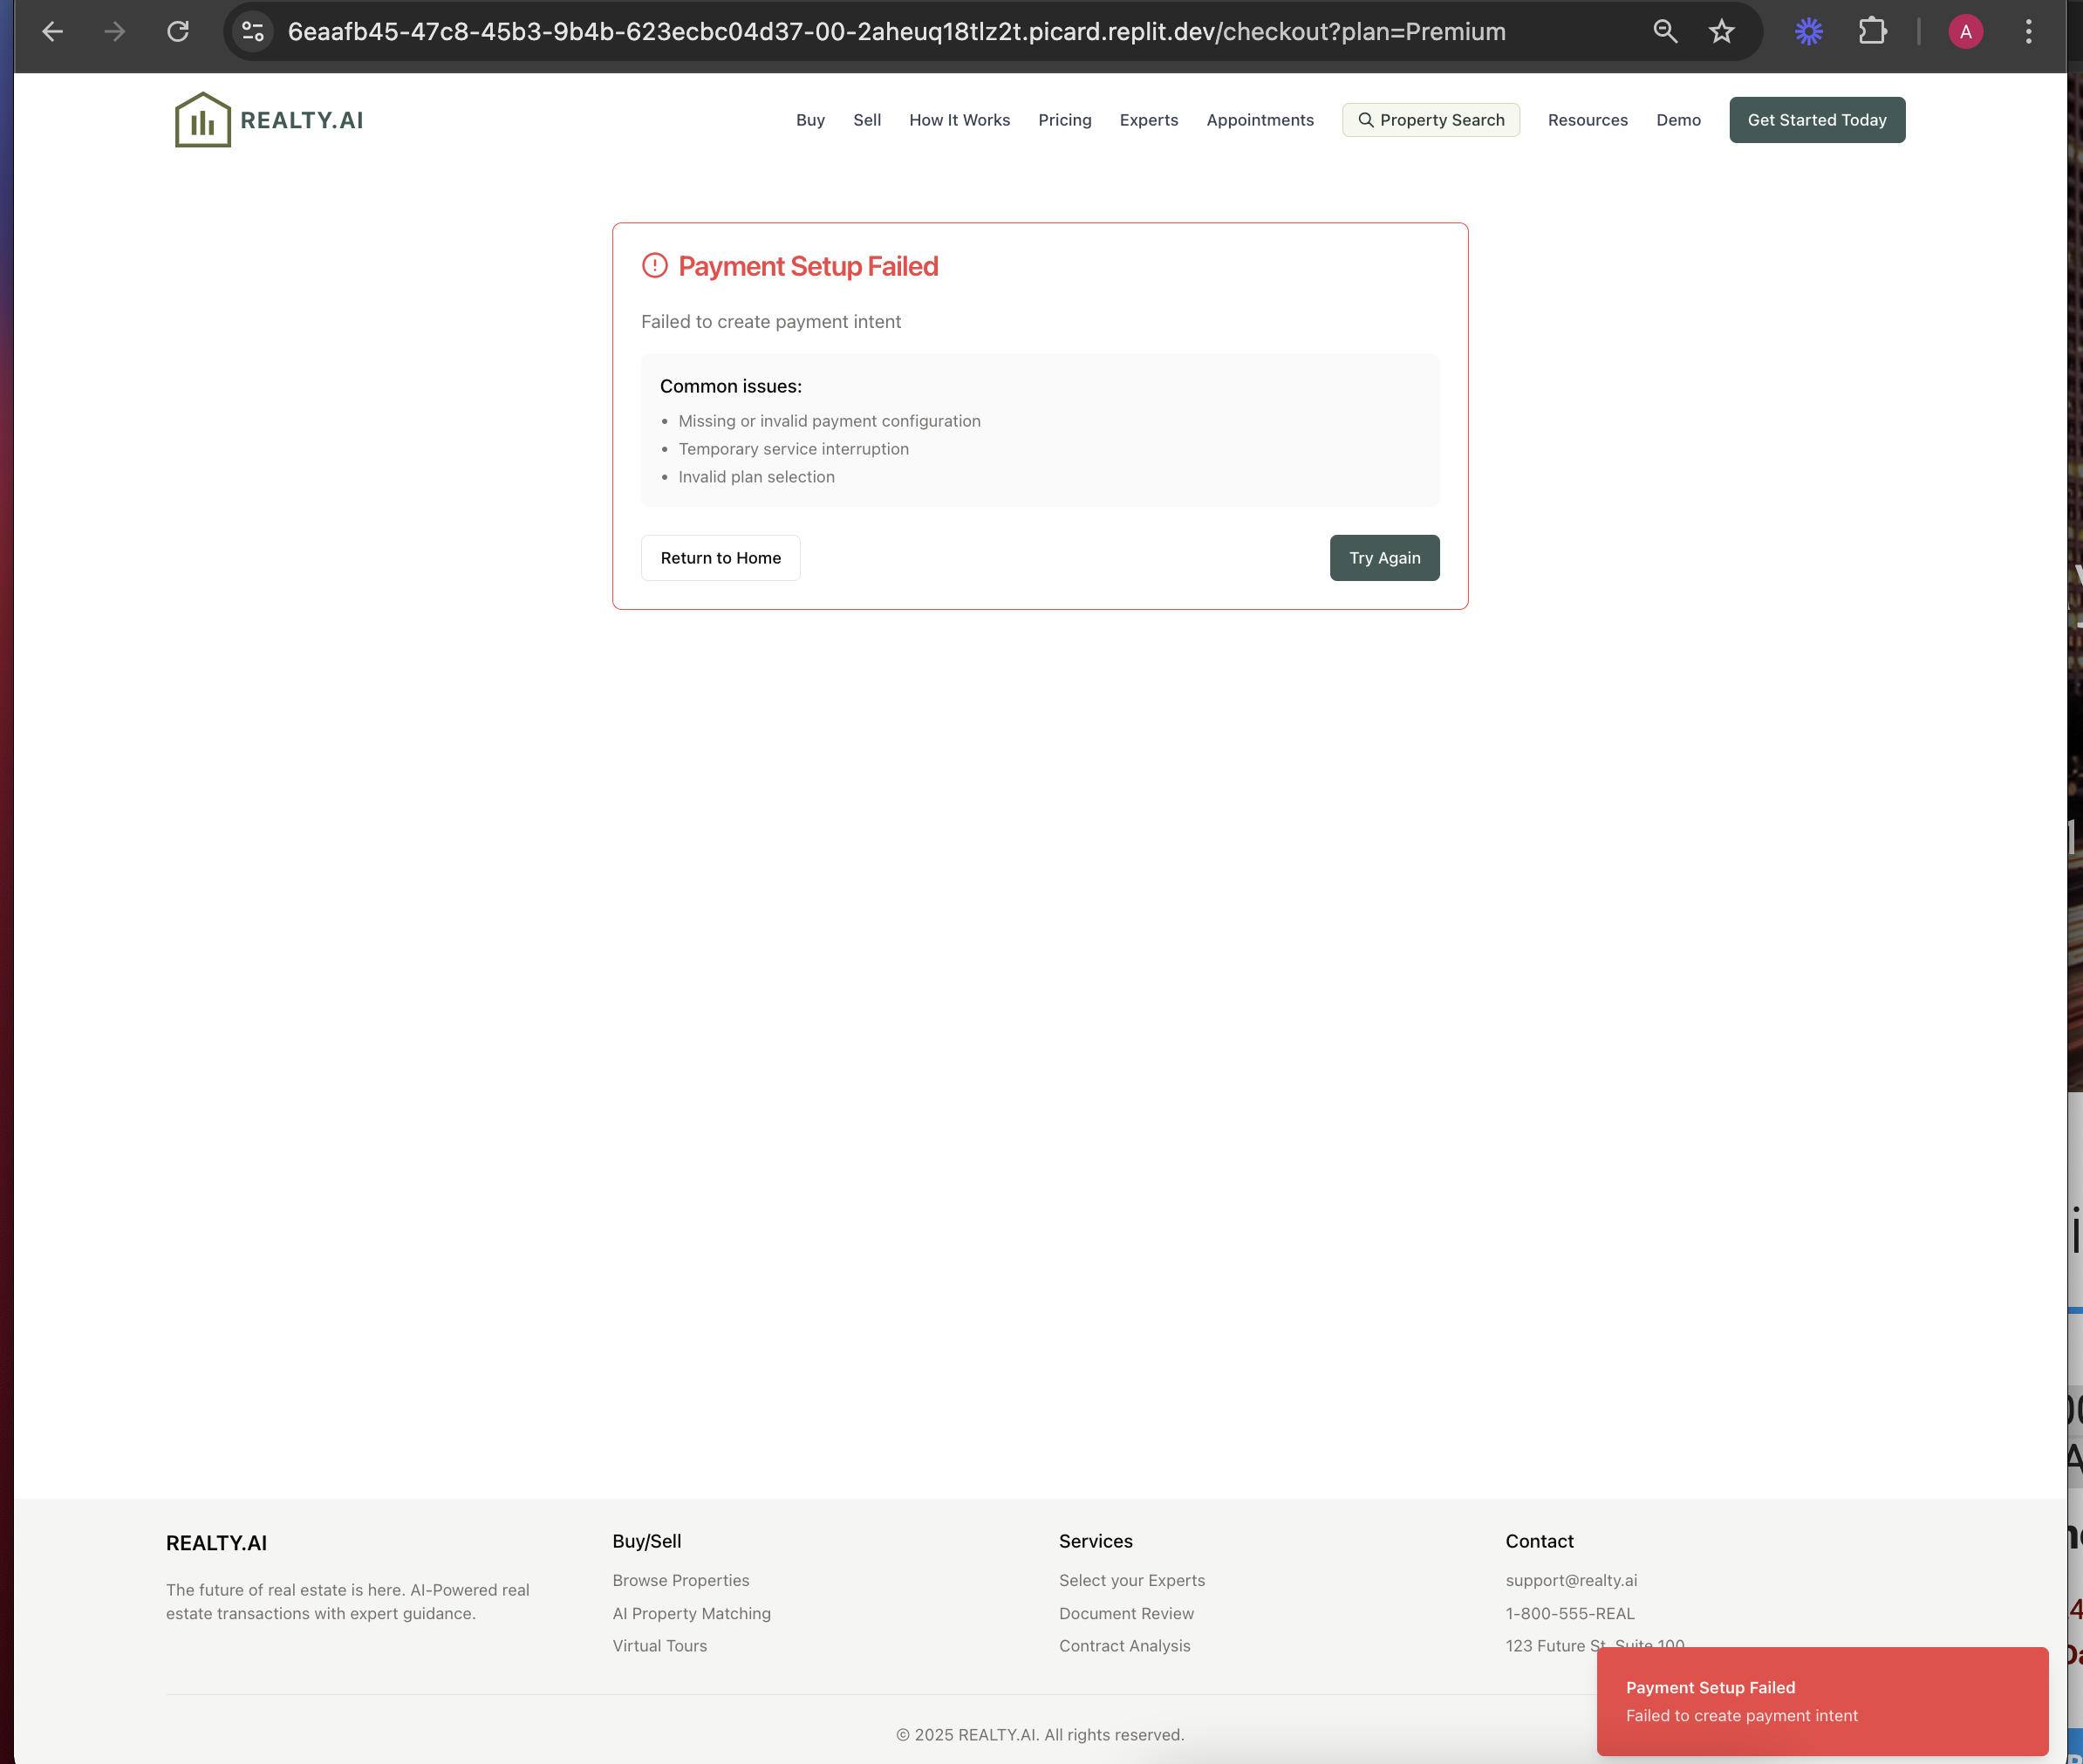 6eaafb45-47c8-45b3-9b4b-623ecbc04d37-00-2aheuq18tlz2t.picard.replit.dev/checkout?plan=Premium
A
REALTY.AI
Buy
Sell
How It Works
Pricing
Experts
Appointments
Property Search
Resources
Demo
Get Started Today
Payment Setup Failed
Failed to create payment intent
Common issues:
• Missing or invalid payment configuration
• Temporary service interruption
• Invalid plan selection
Return to Home
Try Again
REALTY.AI
The future of real estate is here. AI-Powered real
estate transactions with expert guidance.
Buy/Sell
Browse Properties
AI Property Matching
Virtual Tours
Services
Select your Experts
Document Review
Contract Analysis
Contact
support@realty.ai
1-800-555-REAL
123 Future St, Suite 100
© 2025 REALTY.AI. All rights reserved.
Payment Setup Failed
Failed to create payment intent